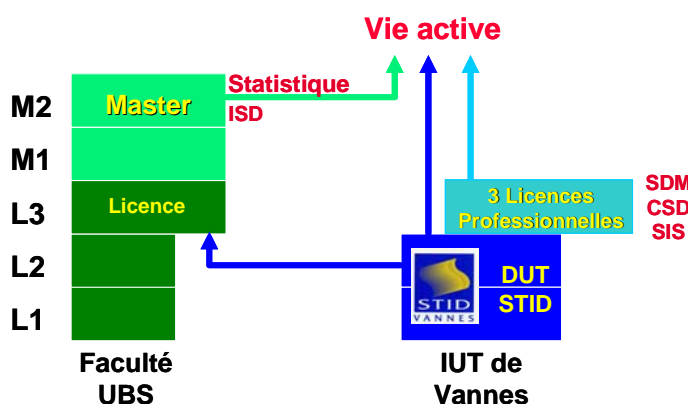 Vie active
M2
Master
Statistique
ISD
M1
L3
Licence
3 Licences
Professionnelles
SDM
CSD
SIS
L2
DUT
L1
STID
STID
VANNES
Faculté
UBS
IUT de
Vannes